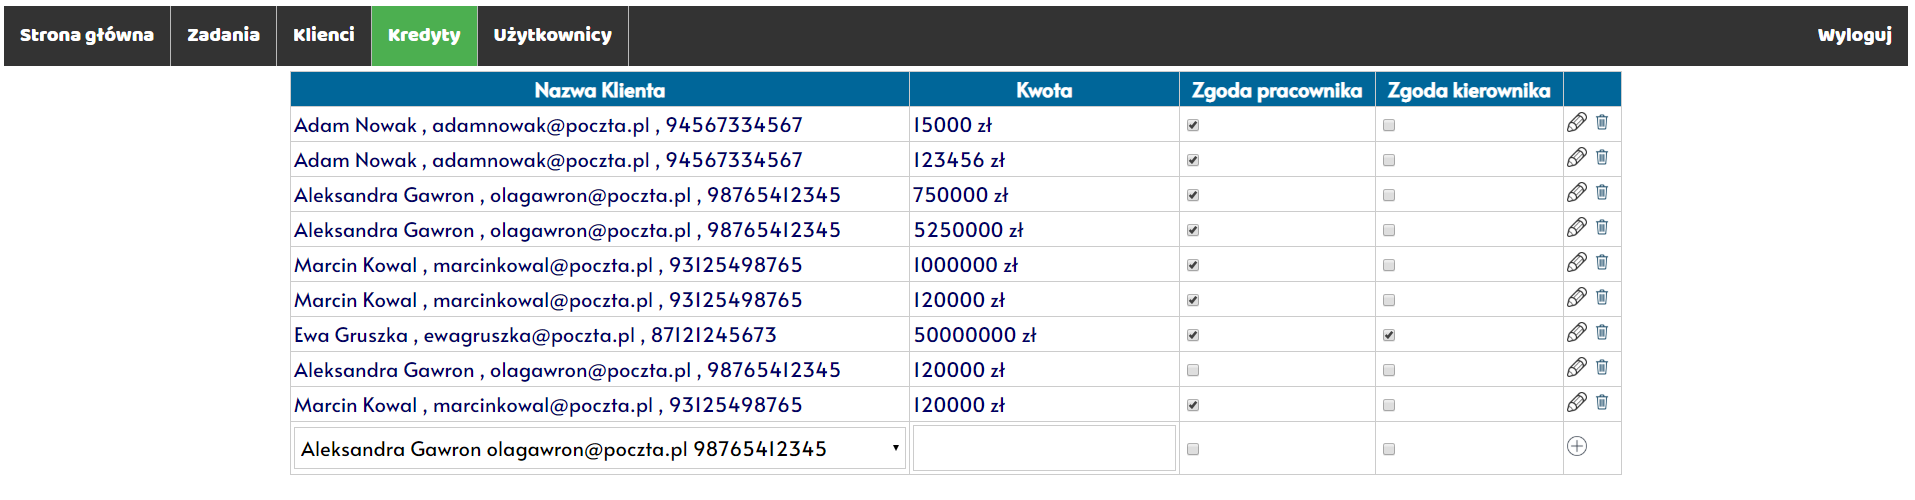 Strona główna Zadania Klienci Kredyty Użytkownicy Wyloguj
Nazwa Klienta Kwota Zgoda pracownika Zgoda kierownika
Adam Nowak , adamnowak@poczta.pl , 94567334567 15000 zł
Adam Nowak , adamnowak@poczta.pl , 94567334567 123456 zł
Aleksandra Gawron , olagawron@poczta.pl , 98765412345 750000 zł
Aleksandra Gawron , olagawron@poczta.pl , 98765412345 5250000 zł
Marcin Kowal , marcinkowal@poczta.pl , 93125498765 1000000 zł
Marcin Kowal , marcinkowal@poczta.pl , 93125498765 120000 zł
Ewa Gruszka , ewagruszka@poczta.pl , 87121245673 50000000 zł
Aleksandra Gawron , olagawron@poczta.pl , 98765412345 120000 zł
Marcin Kowal , marcinkowal@poczta.pl , 93125498765 120000 zł
Aleksandra Gawron olagawron@poczta.pl 98765412345